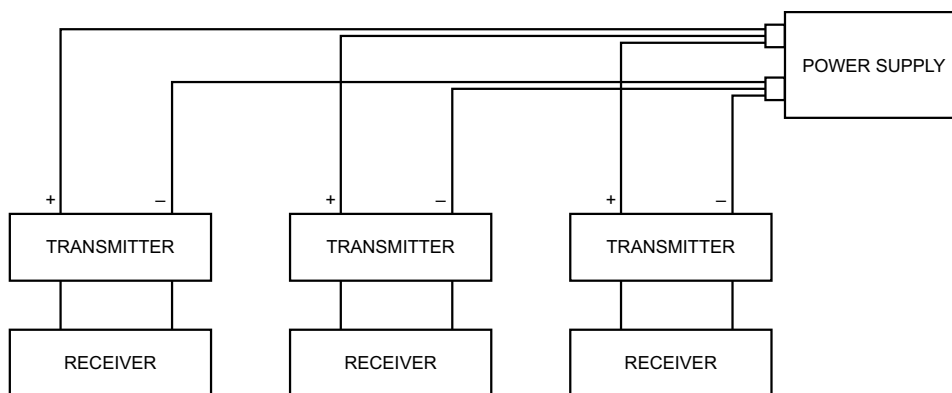 POWER SUPPLY
+ – + – + –
TRANSMITTER TRANSMITTER TRANSMITTER
RECEIVER RECEIVER RECEIVER